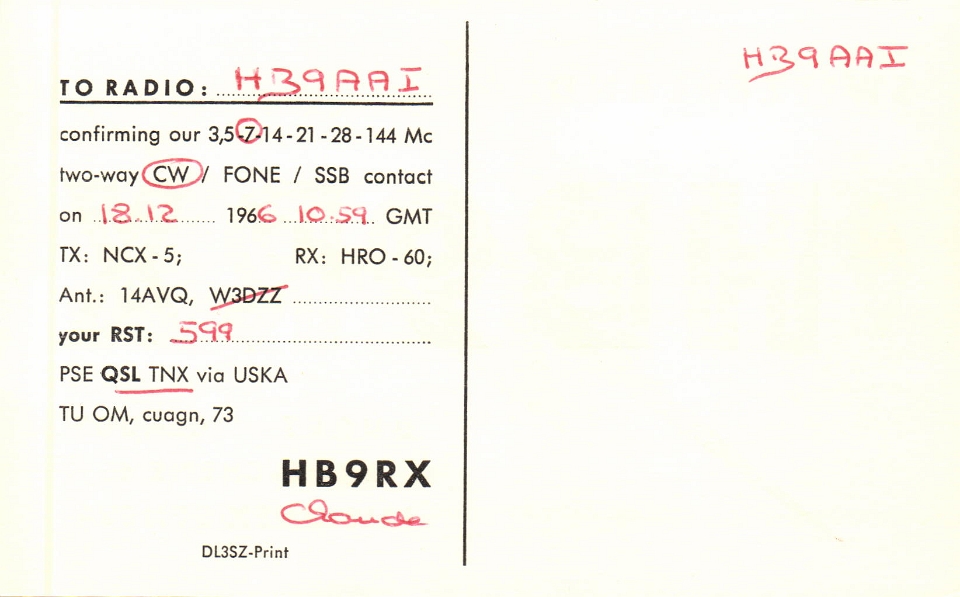 TO RADIO: HB9AAI
confirming our 3,5-7-14-21-28-144 Mc
two-way CW / FONE / SSB contact
on 18.12 1966 10.59 GMT
TX: NCX-5; RX: HRO-60;
Ant.: 14AVQ, W3DZZ
your RST: 599
PSE QSL TNX via USKA
TU OM, cuagn, 73
HB9RX
Claude
DL3SZ-Print
HB9AAI